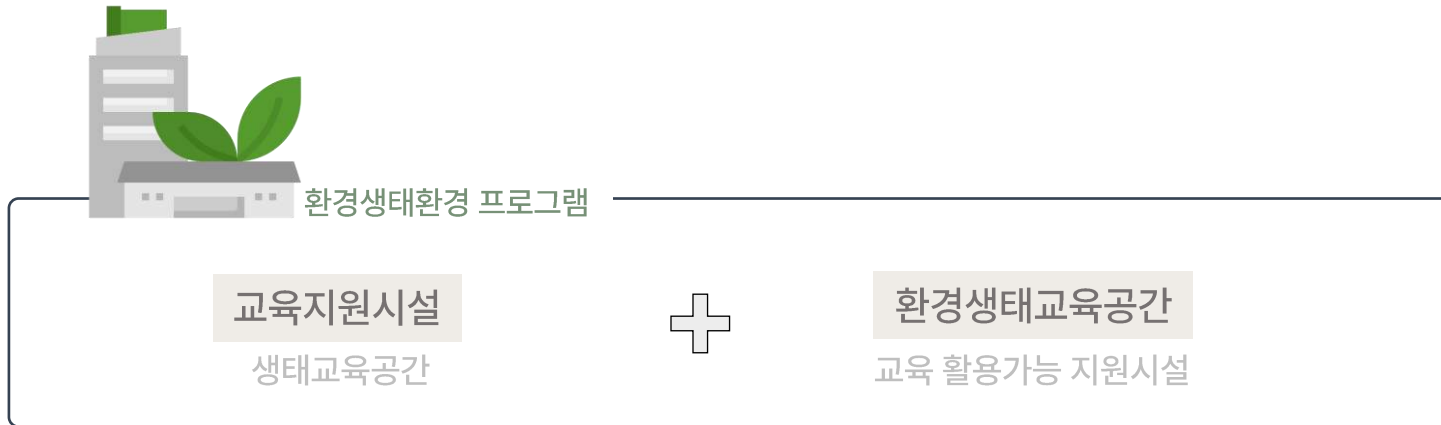 환경생태환경 프로그램
교육지원시설
생태교육공간
환경생태교육공간
교육 활용가능 지원시설